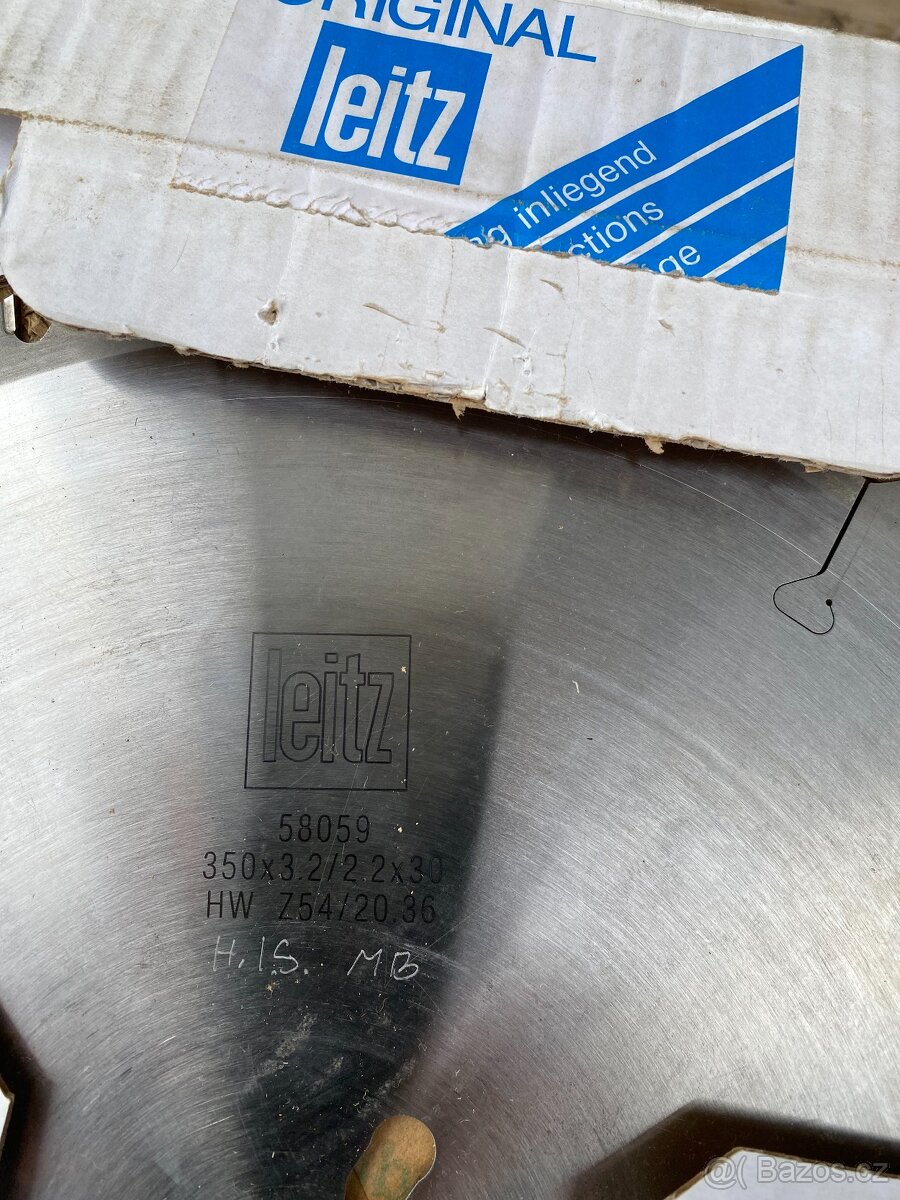 ORIGINAL
leitz
inliegend
ctions
ge
leitz
58059
350x3.2/2.2x30
HW Z54/20,36
H.I.S. MB
@( Bazos.cz